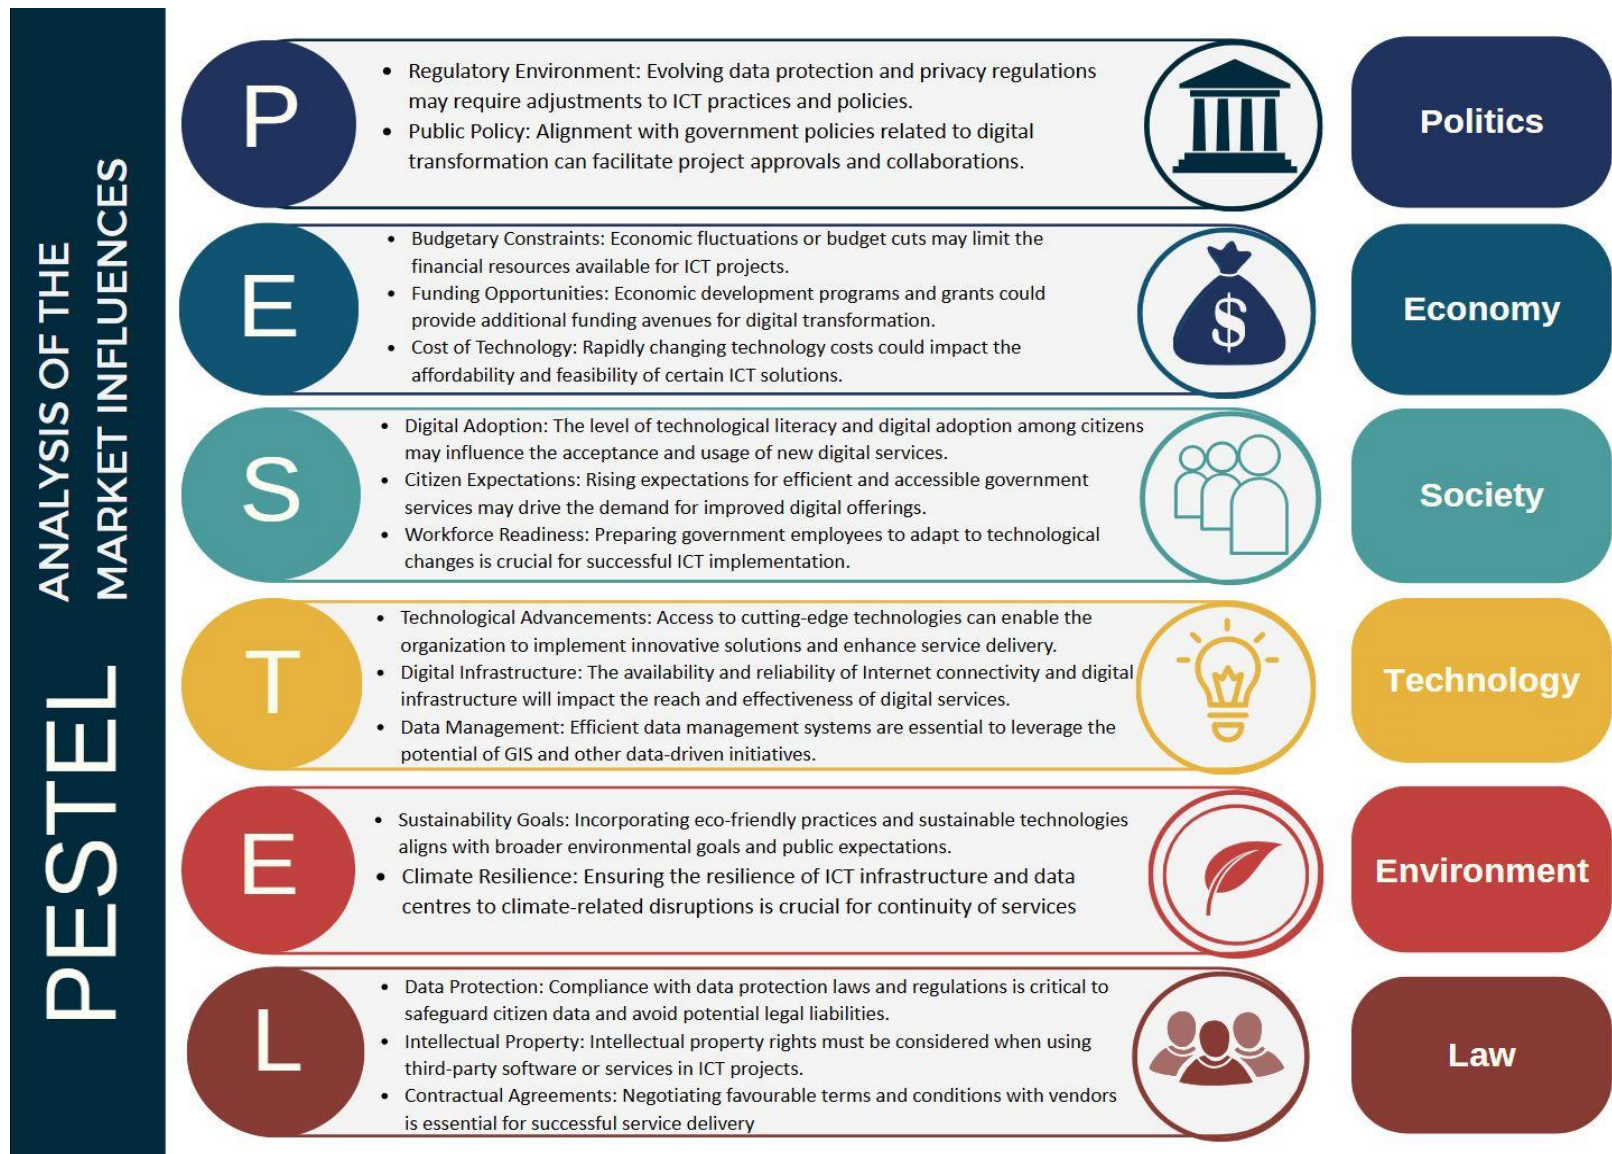 PESTEL
ANALYSIS OF THE
MARKET INFLUENCES
P
• Regulatory Environment: Evolving data protection and privacy regulations
may require adjustments to ICT practices and policies.
• Public Policy: Alignment with government policies related to digital
transformation can facilitate project approvals and collaborations.
Politics
E
• Budgetary Constraints: Economic fluctuations or budget cuts may limit the
financial resources available for ICT projects.
• Funding Opportunities: Economic development programs and grants could
provide additional funding avenues for digital transformation.
• Cost of Technology: Rapidly changing technology costs could impact the
affordability and feasibility of certain ICT solutions.
$
Economy
S
• Digital Adoption: The level of technological literacy and digital adoption among citizens
may influence the acceptance and usage of new digital services.
• Citizen Expectations: Rising expectations for efficient and accessible government
services may drive the demand for improved digital offerings.
• Workforce Readiness: Preparing government employees to adapt to technological
changes is crucial for successful ICT implementation.
Society
T
• Technological Advancements: Access to cutting-edge technologies can enable the
organization to implement innovative solutions and enhance service delivery.
• Digital Infrastructure: The availability and reliability of Internet connectivity and digital
infrastructure will impact the reach and effectiveness of digital services.
• Data Management: Efficient data management systems are essential to leverage the
potential of GIS and other data-driven initiatives.
Technology
E
• Sustainability Goals: Incorporating eco-friendly practices and sustainable technologies
aligns with broader environmental goals and public expectations.
• Climate Resilience: Ensuring the resilience of ICT infrastructure and data
centres to climate-related disruptions is crucial for continuity of services
Environment
L
• Data Protection: Compliance with data protection laws and regulations is critical to
safeguard citizen data and avoid potential legal liabilities.
• Intellectual Property: Intellectual property rights must be considered when using
third-party software or services in ICT projects.
• Contractual Agreements: Negotiating favourable terms and conditions with vendors
is essential for successful service delivery
Law